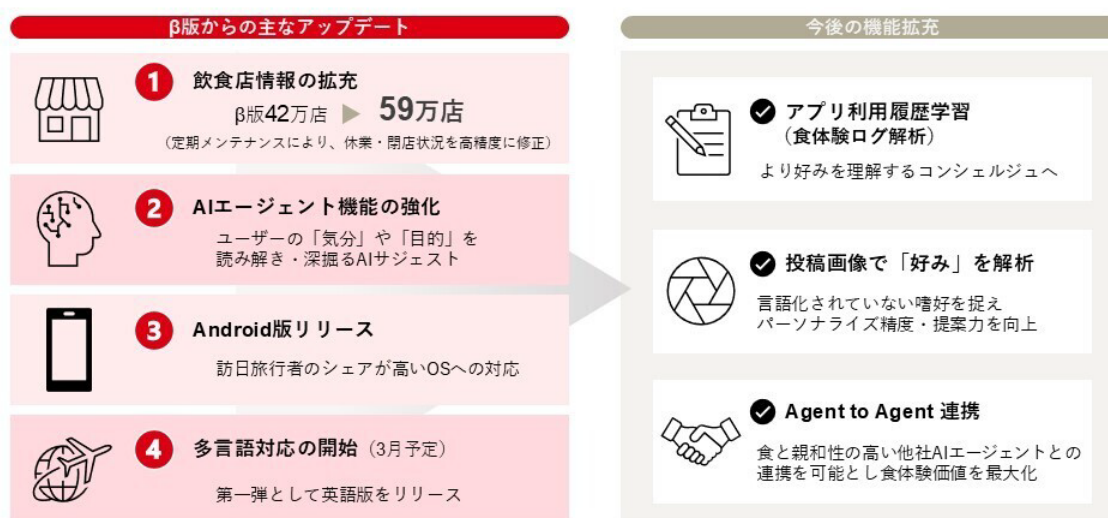 β版からの主なアップデート
1
飲食店情報の拡充
β版42万店 ▶ 59万店
(定期メンテナンスにより、休業・閉店状況を高精度に修正)
2
AIエージェント機能の強化
ユーザーの「気分」や「目的」を
読み解き・深掘るAIサジェスト
3
Android版リリース
訪日旅行者のシェアが高いOSへの対応
4
多言語対応の開始（3月予定）
第一弾として英語版をリリース
今後の機能拡充
アプリ利用履歴学習
（食体験ログ解析）
より好みを理解するコンシェルジュへ
投稿画像で「好み」を解析
言語化されていない嗜好を捉え
パーソナライズ精度・提案力を向上
Agent to Agent 連携
食と親和性の高い他社AIエージェントとの
連携を可能とし食体験価値を最大化